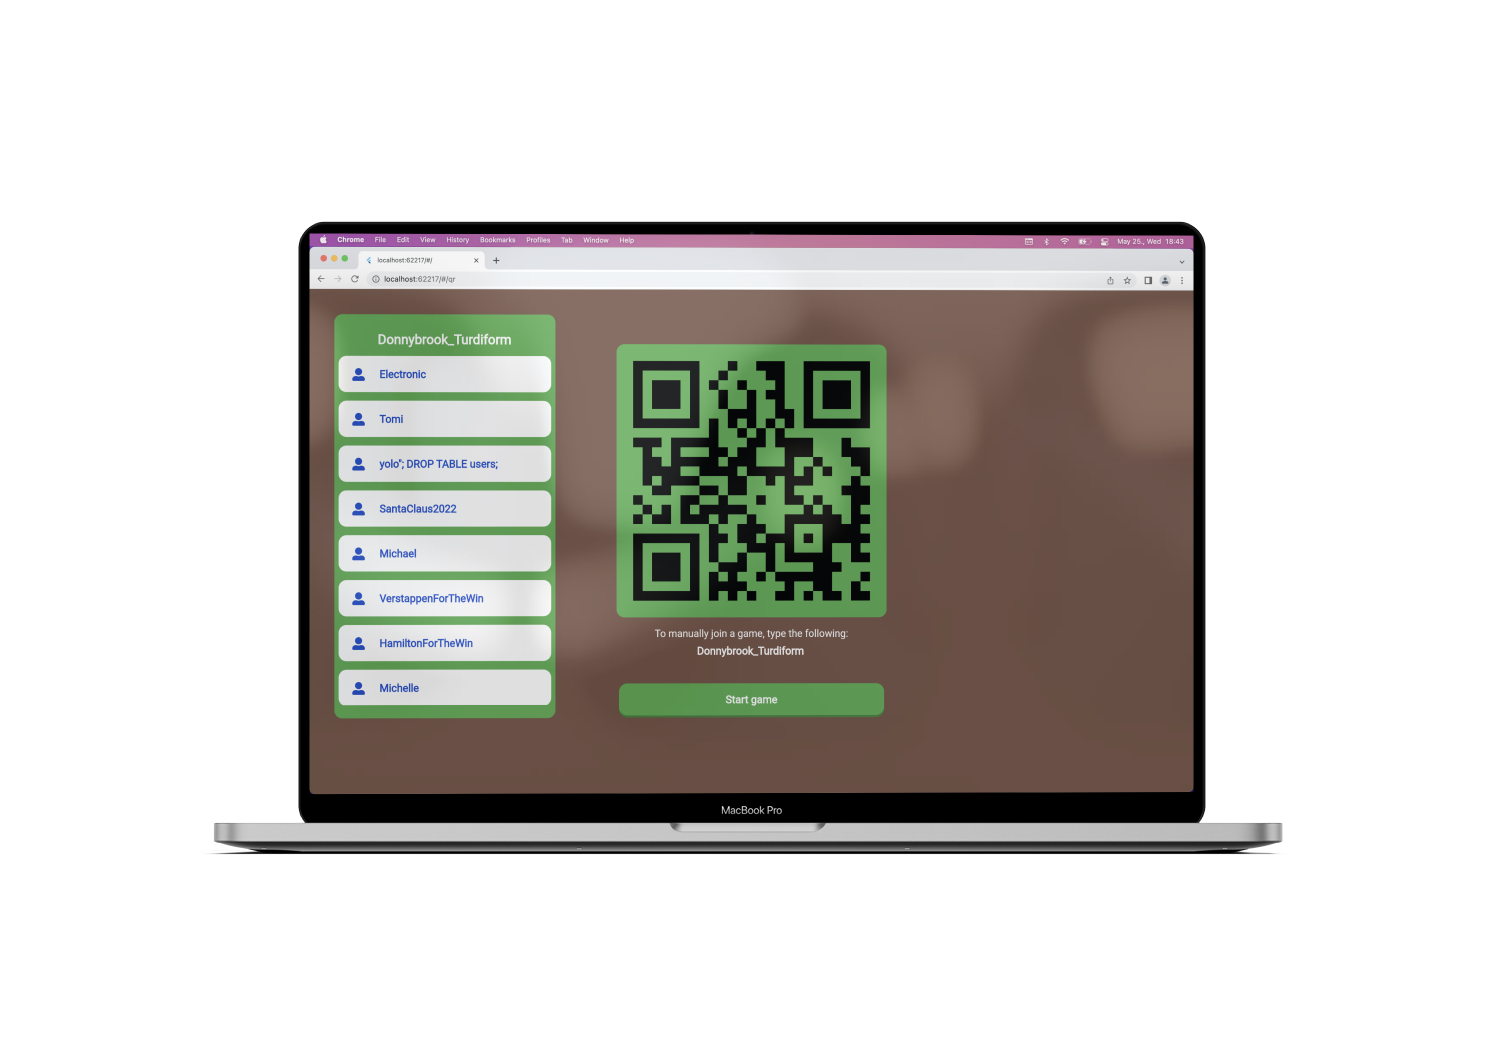 Chrome File Edit View History Bookmarks Profiles Tab Window Help
May 25., Wed 18:43
localhost:62217/#/
localhost:62217/#/qr
Donnybrook_Turdiform
Electronic
Tomi
yolo"; DROP TABLE users;
SantaClaus2022
Michael
VerstappenForTheWin
HamiltonForTheWin
Michelle
To manually join a game, type the following:
Donnybrook_Turdiform
Start game
MacBook Pro